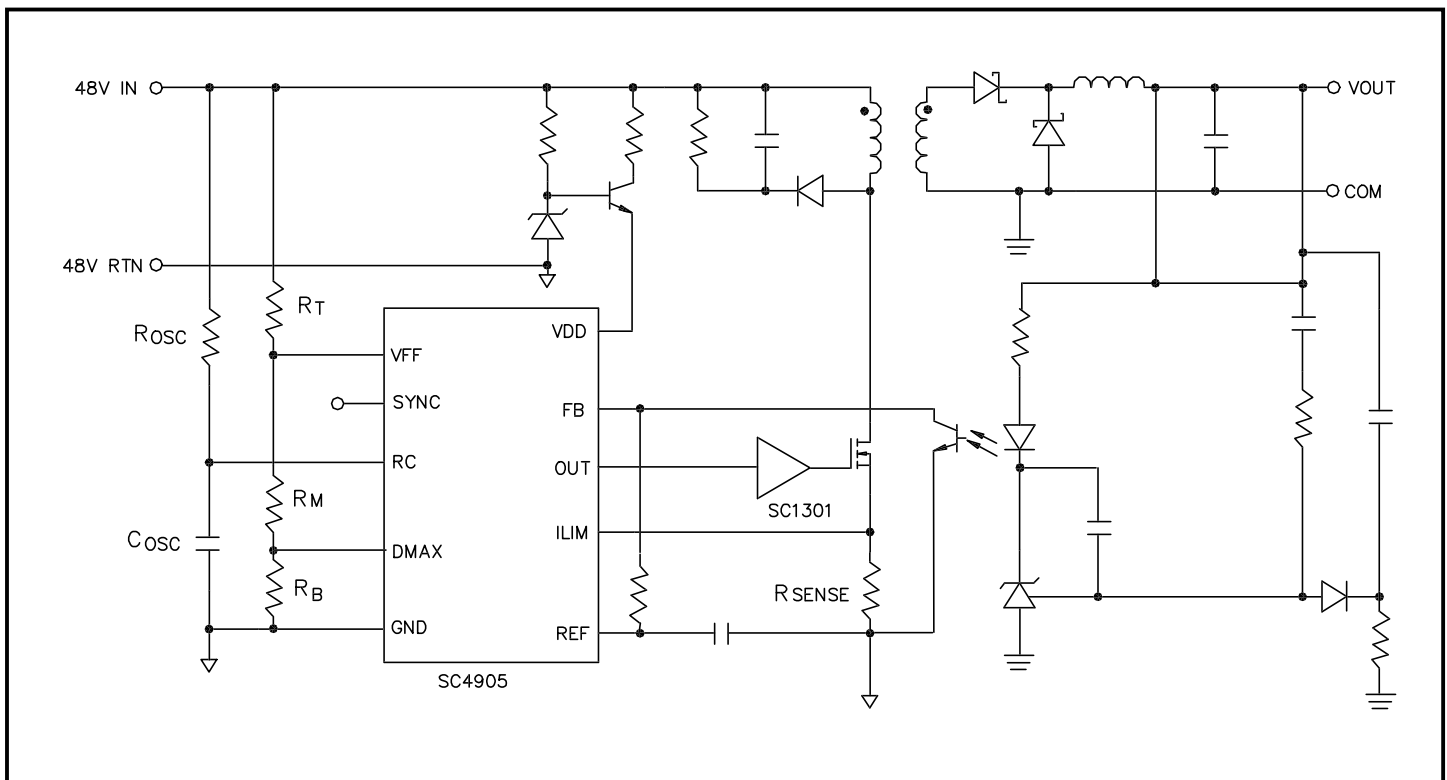 48V IN
VOUT
COM
48V RTN
RT
ROSC
VDD
VFF
SYNC
FB
RC
OUT
SC1301
RM
COSC
ILIM
DMAX
RB
RSENSE
GND
REF
SC4905